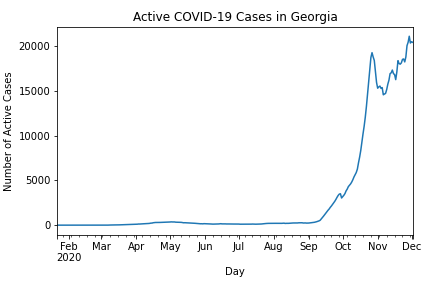 Active COVID-19 Cases in Georgia
Number of Active Cases
20000
15000
10000
5000
0
Feb Mar Apr May Jun Jul Aug Sep Oct Nov Dec
2020
Day